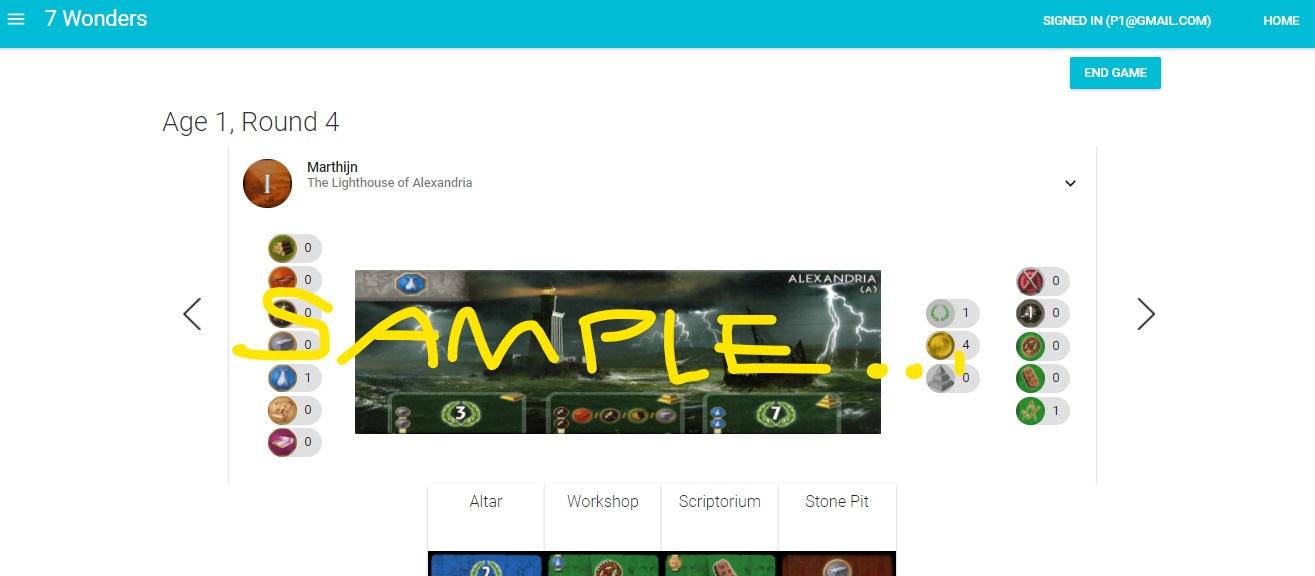 7 Wonders
SIGNED IN (P1@GMAIL.COM)
HOME
END GAME
Age 1, Round 4
I
Marthijn
The Lighthouse of Alexandria
0
0
0
0
1
0
0
ALEXANDRIA
(A)
SAMPLE....
3
7
1
4
0
0
1
0
0
0
1
Altar
Workshop
Scriptorium
Stone Pit
2